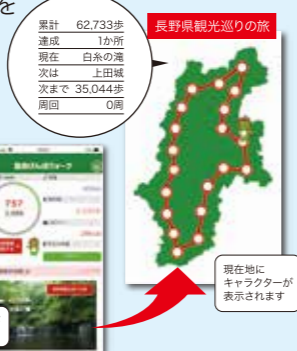 を
累計 62,733歩
達成 1か所
現在 白糸の滝
次は 上田城
次まで 35,044歩
周回 0周
長野県観光巡りの旅
737
現在地に
キャラクターが
表示されます